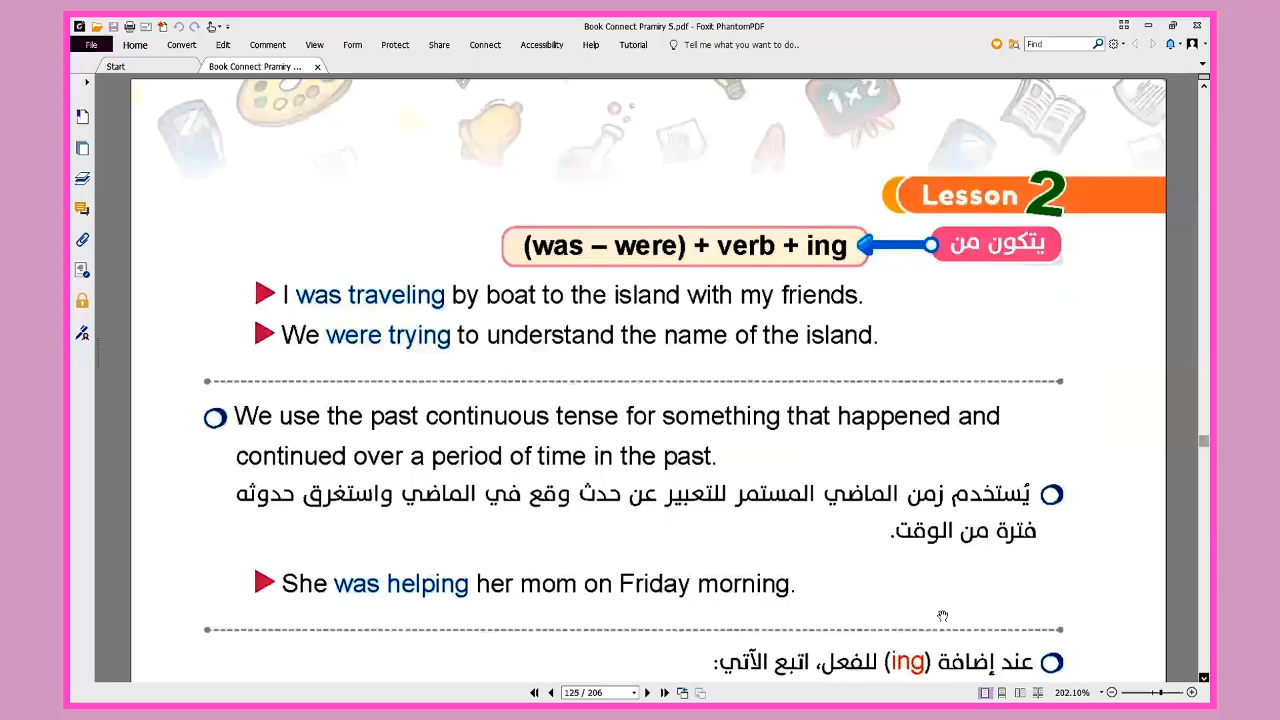 Book Connect Pramiry 5.pdf - Foxit PhantomPDF
File Home Convert Edit Comment View Form Protect Share Connect Accessibility Help Tutorial Tell me what you want to do.. Find
Start Book Connect Pramiry ...
1 x 2
Lesson 2
يتكون من
(was – were) + verb + ing
I was traveling by boat to the island with my friends.
We were trying to understand the name of the island.
We use the past continuous tense for something that happened and
continued over a period of time in the past.
يُستخدم زمن الماضي المستمر للتعبير عن حدث وقع في الماضي واستغرق حدوثه
فترة من الوقت.
She was helping her mom on Friday morning.
عند إضافة (ing) للفعل، اتبع الآتي:
125 / 206 202.10%